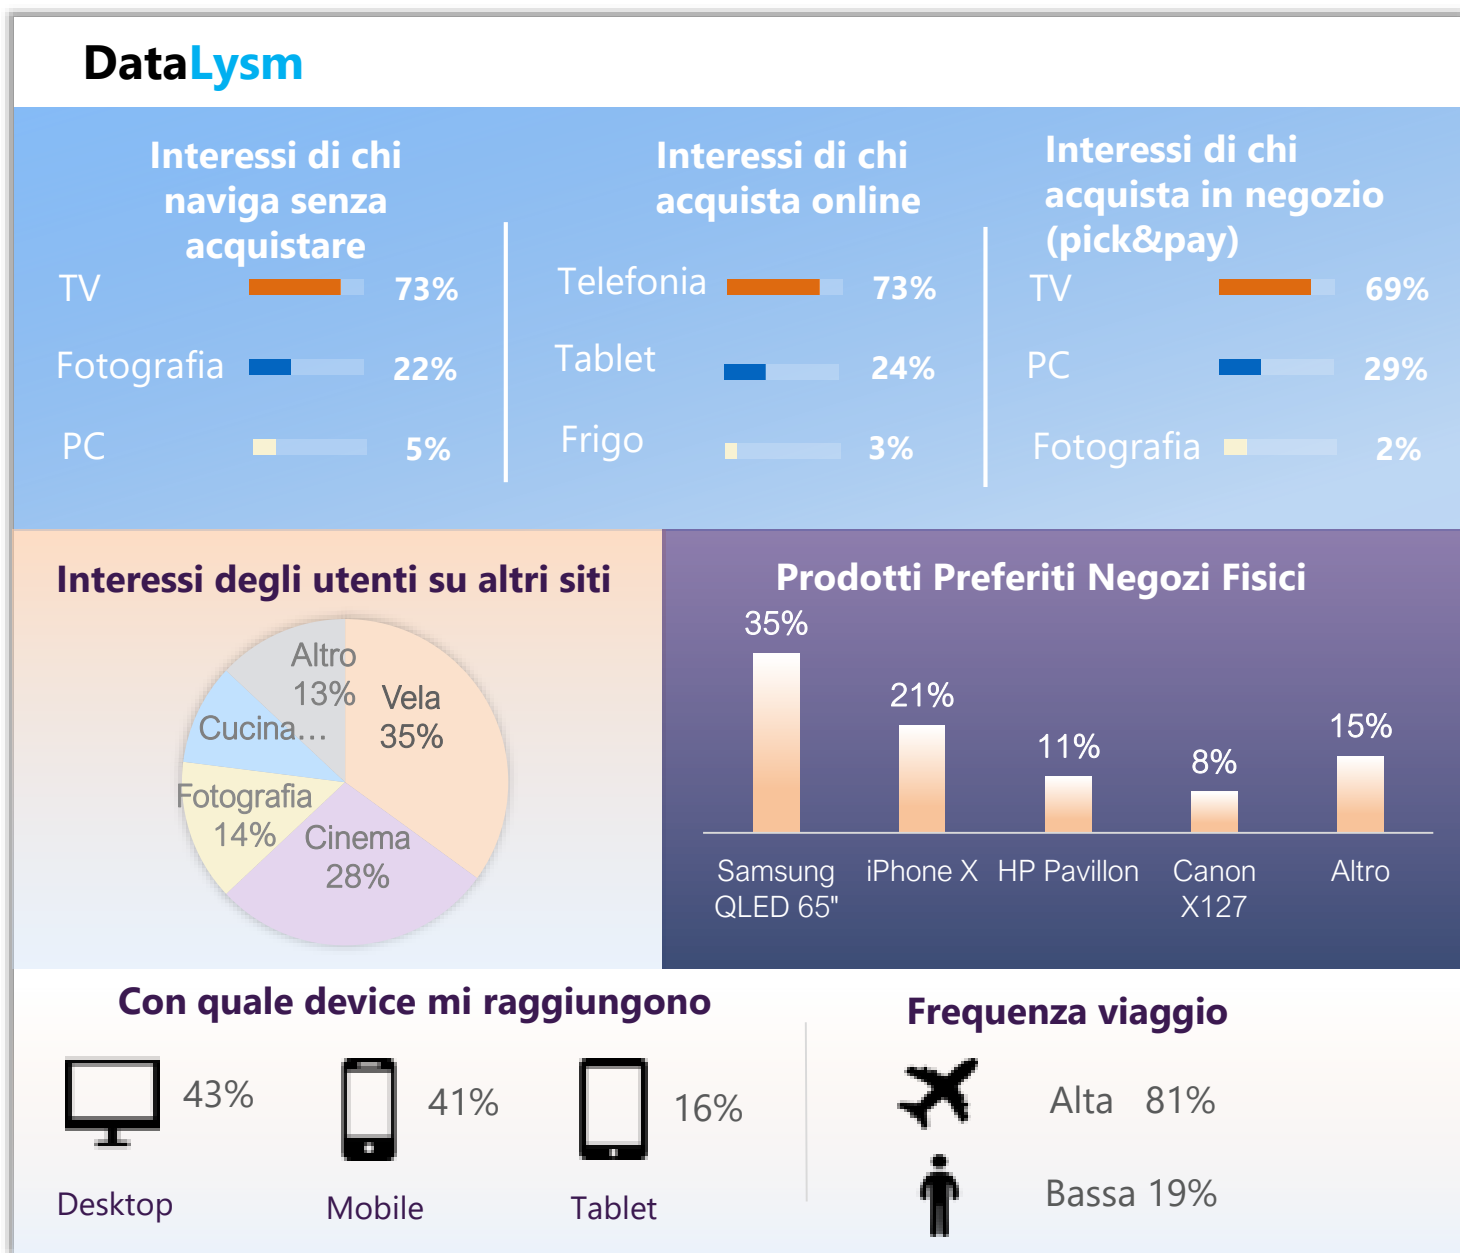 DataLysm
Interessi di chi
naviga senza
acquistare
TV 73%
Fotografia 22%
PC 5%
Interessi di chi
acquista online
Telefonia 73%
Tablet 24%
Frigo 3%
Interessi di chi
acquista in negozio
(pick&pay)
TV 69%
PC 29%
Fotografia 2%
Interessi degli utenti su altri siti
Altro
13%
Vela
35%
Cucina…
Fotografia
14%
Cinema
28%
Prodotti Preferiti Negozi Fisici
35%
21%
11%
8%
15%
Samsung
QLED 65"
iPhone X
HP Pavillon
Canon
X127
Altro
Con quale device mi raggiungono
43%
41%
16%
Desktop
Mobile
Tablet
Frequenza viaggio
Alta 81%
Bassa 19%